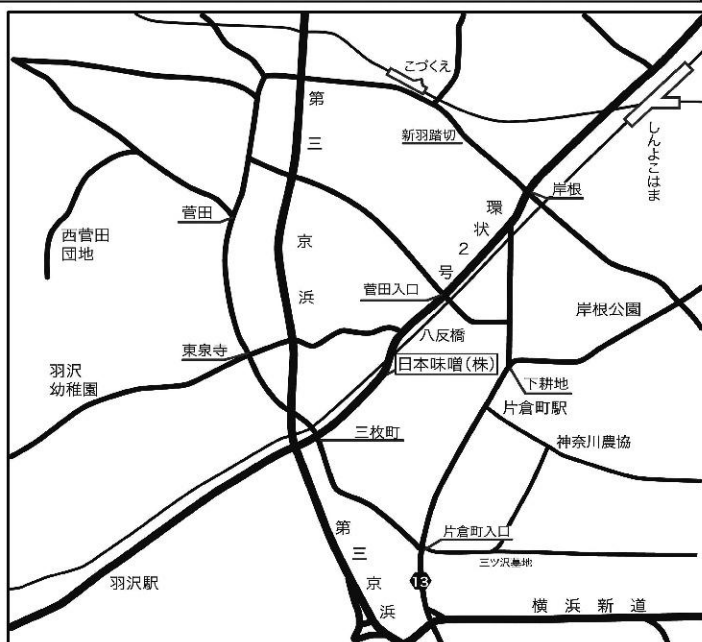 こづくえ
第三京浜
新羽踏切
しんよこはま
岸根
環状2号
菅田
西菅田
団地
菅田入口
岸根公園
八反橋
東泉寺
日本味噌(株)
羽沢
幼稚園
下耕地
片倉町駅
三枚町
神奈川農協
片倉町入口
第三京浜
三ツ沢墓地
羽沢駅
13
横浜新道